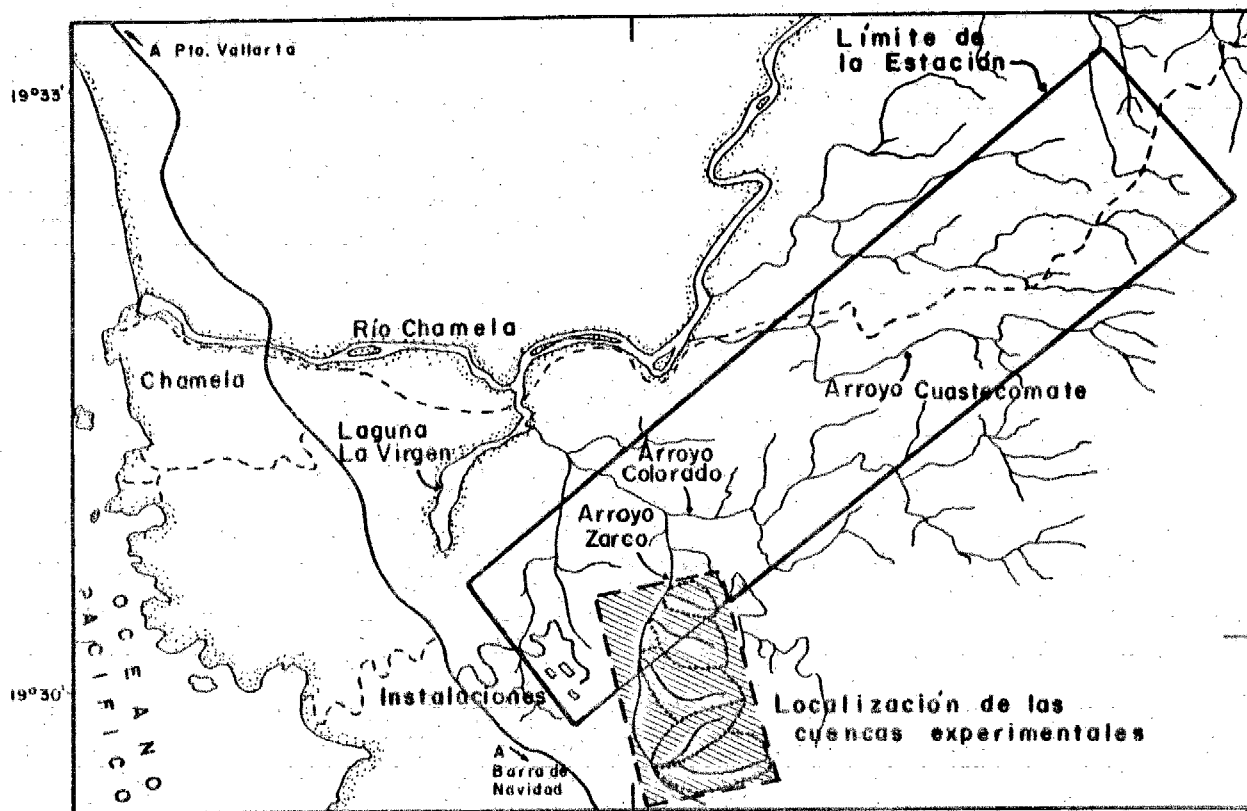 A Pto. Vallarta
Límite de
la Estación
19°33'
Río Chamela
Chamela
Arroyo Cuastecomate
Laguna
La Virgen
Arroyo
Colorado
Arroyo
Zarco
OCEANO
PACIFICO
19°30'
Instalaciones
Localización de las
cuencas experimentales
A
Barra de
Navidad